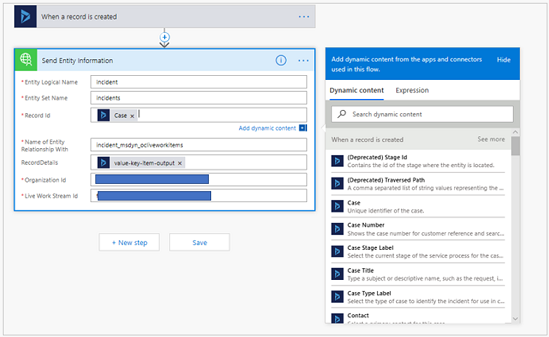 When a record is created
Send Entity Information
* Entity Logical Name
incident
* Entity Set Name
incidents
* Record Id
Case ×
Add dynamic content
* Name of Entity
Relationship With
incident_msdyn_ocliveworkitems
RecordDetails
value-key-item-output ×
* Organization Id
* Live Work Stream Id
+ New step
Save
Add dynamic content from the apps and connectors
used in this flow.
Hide
Dynamic content
Expression
Search dynamic content
When a record is created
See more
(Deprecated) Stage Id
Contains the id of the stage where the entity is located.
(Deprecated) Traversed Path
A comma separated list of string values representing the ...
Case
Unique identifier of the case.
Case Number
Shows the case number for customer reference and searc...
Case Stage Label
Select the current stage of the service process for the cas...
Case Title
Type a subject or descriptive name, such as the request, i...
Case Type Label
Select the type of case to identify the incident for use in c...
Contact